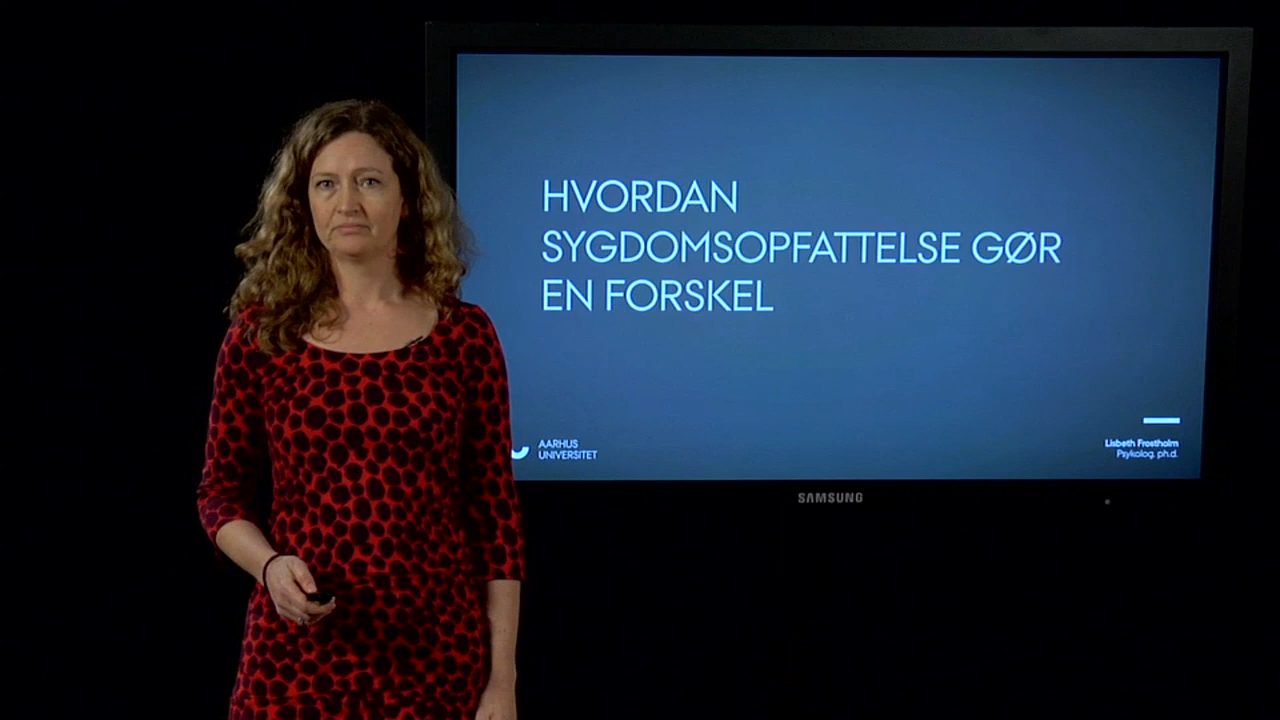 HVORDAN
SYGDOMSOPFATTELSE GØR
EN FORSKEL
AARHUS
UNIVERSITET
Lisbeth Frostholm
Psykolog, ph.d.
SAMSUNG